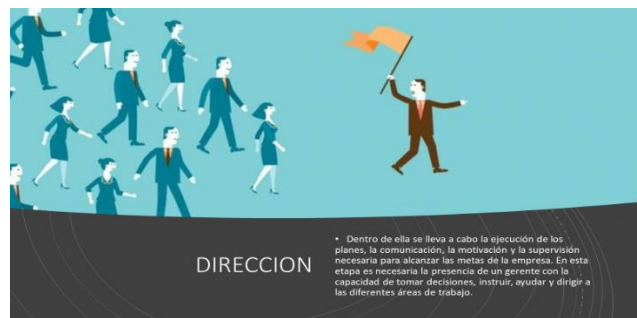 DIRECCION
• Dentro de ella se lleva a cabo la ejecución de los
planes, la comunicación, la motivación y la supervisión
necesaria para alcanzar las metas de la empresa. En esta
etapa es necesaria la presencia de un gerente con la
capacidad de tomar decisiones, instruir, ayudar y dirigir a
las diferentes áreas de trabajo.